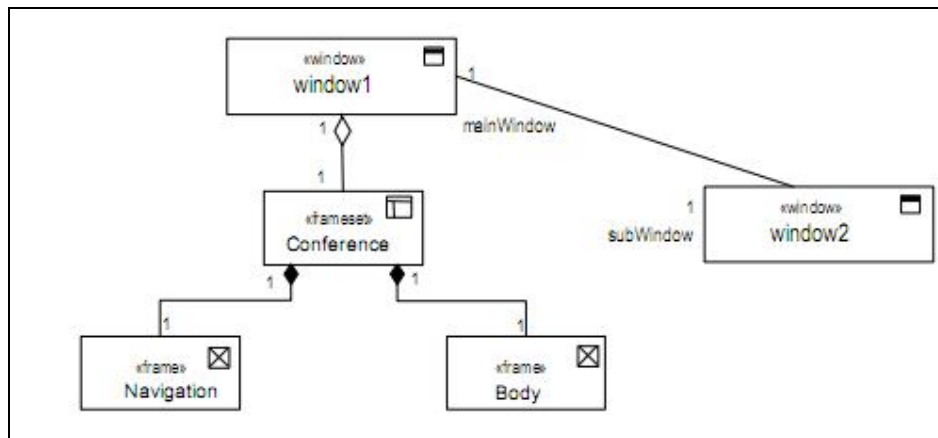 «window»
window1
1
mainWindow
1
1
1
subWindow
«window»
window2
«frameset»
Conference
1
1
1
1
«frame»
Navigation
«frame»
Body